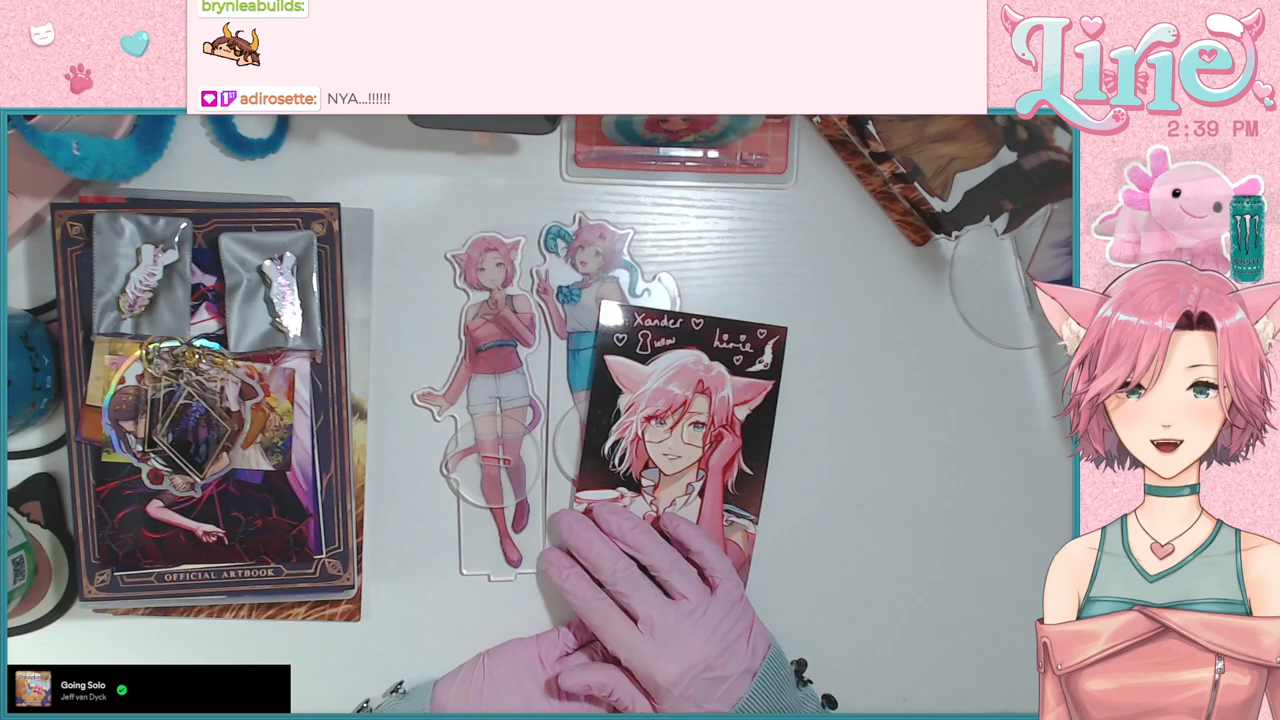 brynleabuilds:
adirosette: NYA...!!!!!!
Lirie
2:39 PM
Xander
Lirie
OFFICIAL ARTBOOK
Going Solo
Jeff van Dyck